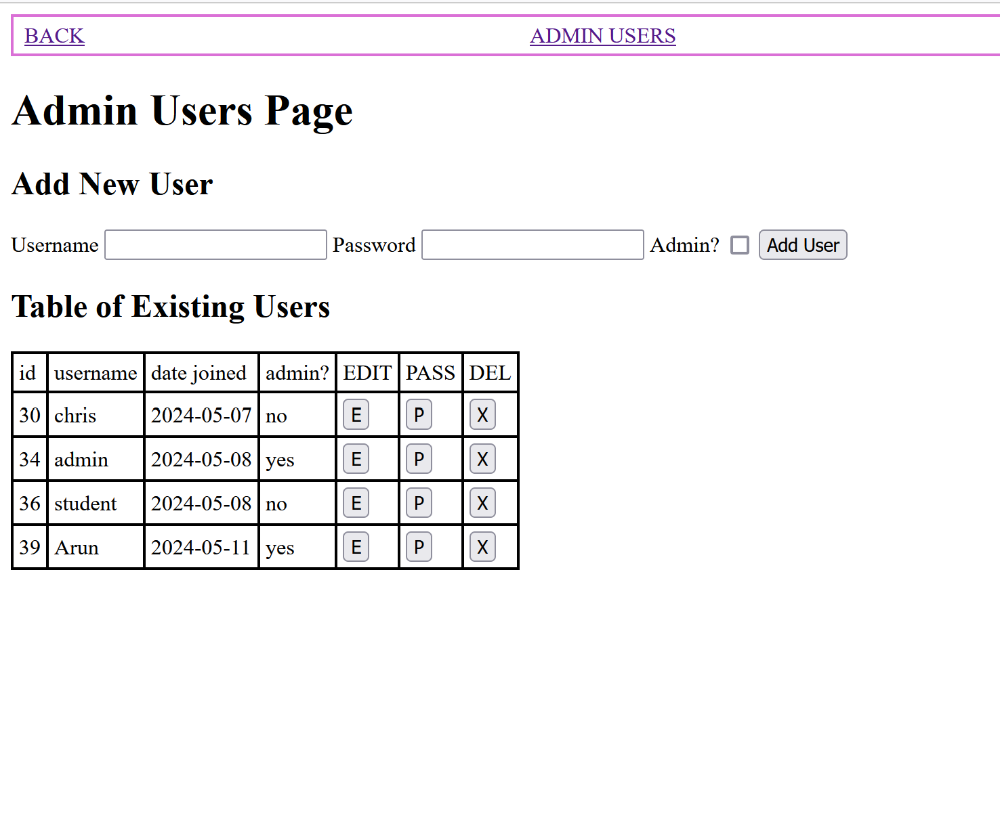 BACK ADMIN USERS
Admin Users Page
Add New User
Username Password Admin? Add User
Table of Existing Users
id username date joined admin? EDIT PASS DEL
30 chris 2024-05-07 no E P X
34 admin 2024-05-08 yes E P X
36 student 2024-05-08 no E P X
39 Arun 2024-05-11 yes E P X